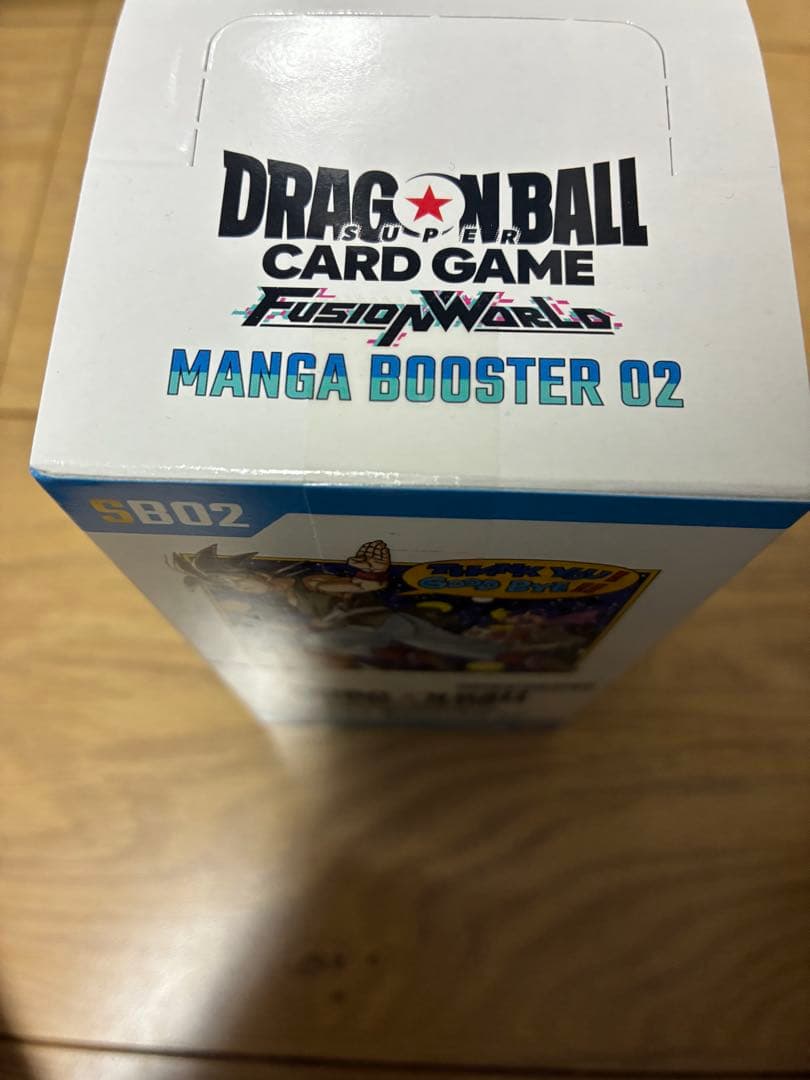 DRAGON BALL
SUPER
CARD GAME
FUSION WORLD
MANGA BOOSTER 02
SB02
THANK YOU!
GOOD BYE!!